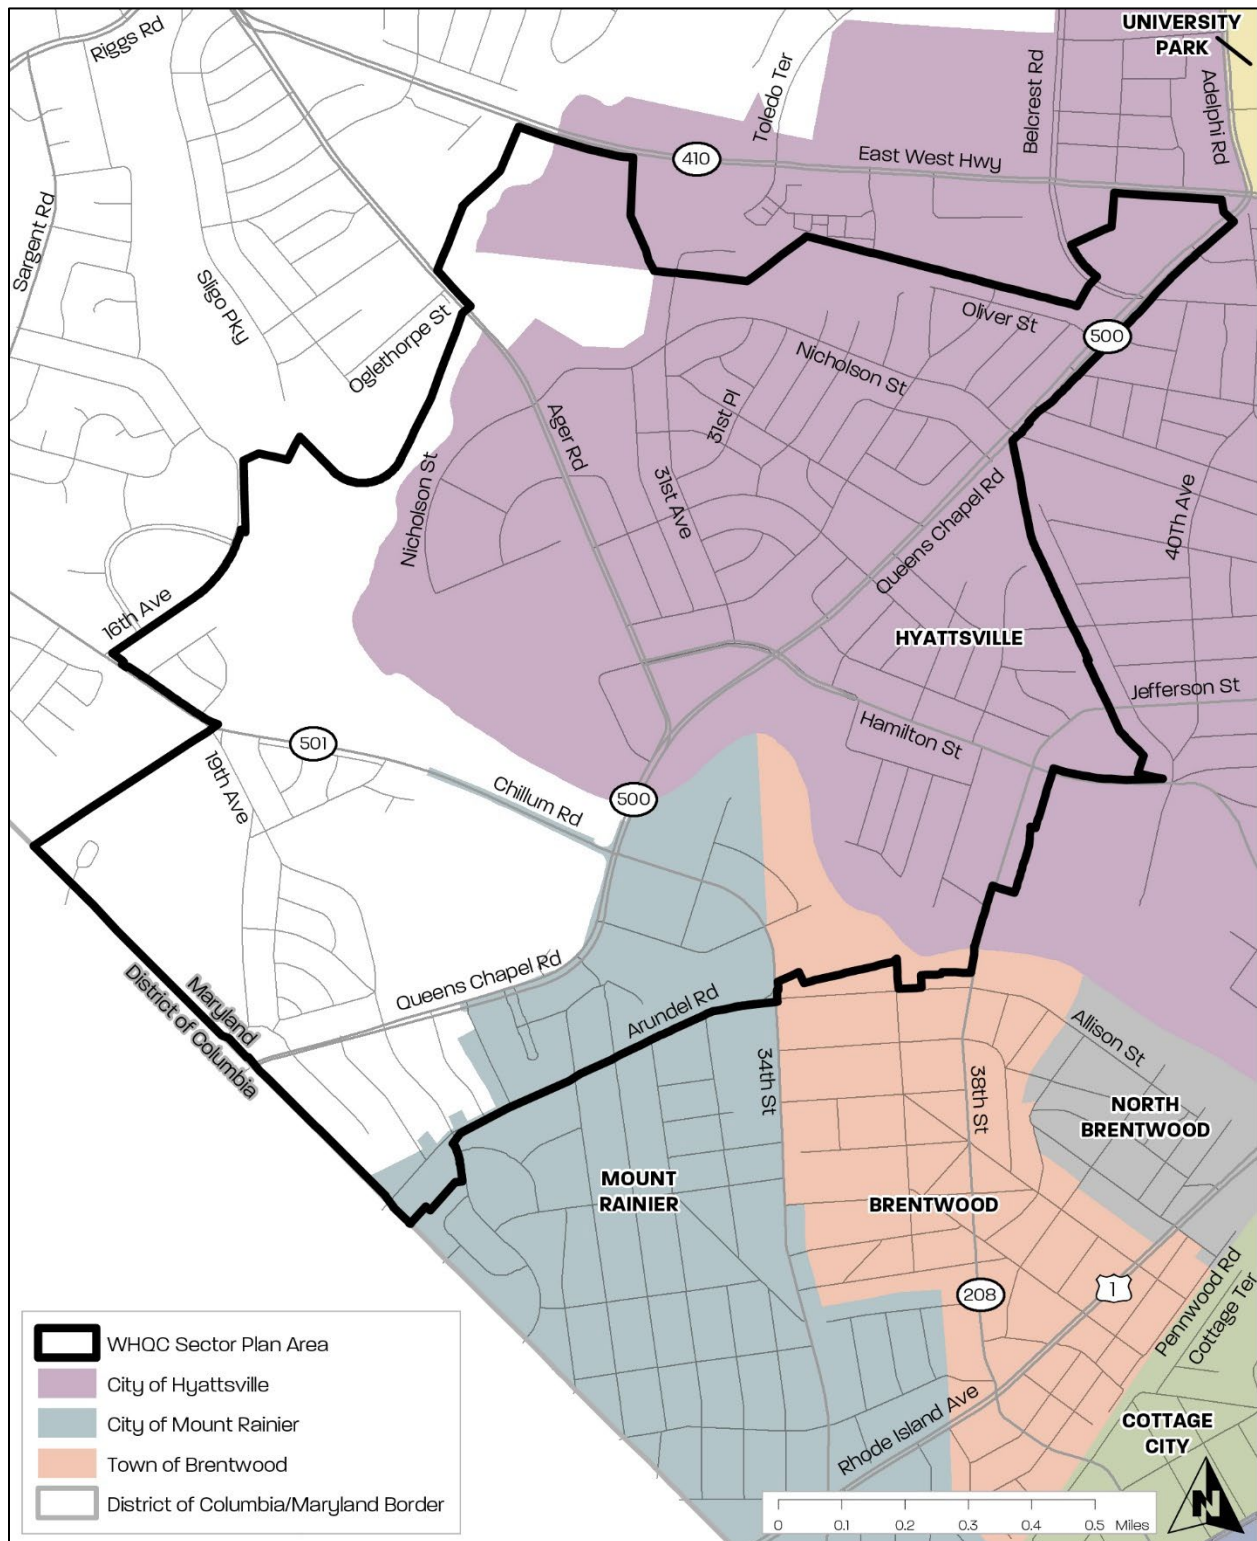 UNIVERSITY
PARK
Riggs Rd
Toledo Ter
Belcrest Rd
Adelphi Rd
410
East West Hwy
Sargent Rd
Sligo Pky
Oglethorpe St
Oliver St
500
Nicholson St
31st Pl
Ager Rd
Nicholson St
31st Ave
Queens Chapel Rd
40Th Ave
16th Ave
HYATTSVILLE
Jefferson St
Hamilton St
501
19th Ave
Chillum Rd
500
Queens Chapel Rd
Maryland
District of Columbia
Arundel Rd
34th St
38th St
Allison St
NORTH
BRENTWOOD
MOUNT
RAINIER
BRENTWOOD
208
1
Pennwood Rd
Cottage Ter
Rhode Island Ave
COTTAGE
CITY
WHQC Sector Plan Area
City of Hyattsville
City of Mount Rainier
Town of Brentwood
District of Columbia/Maryland Border
0 0.1 0.2 0.3 0.4 0.5 Miles
N